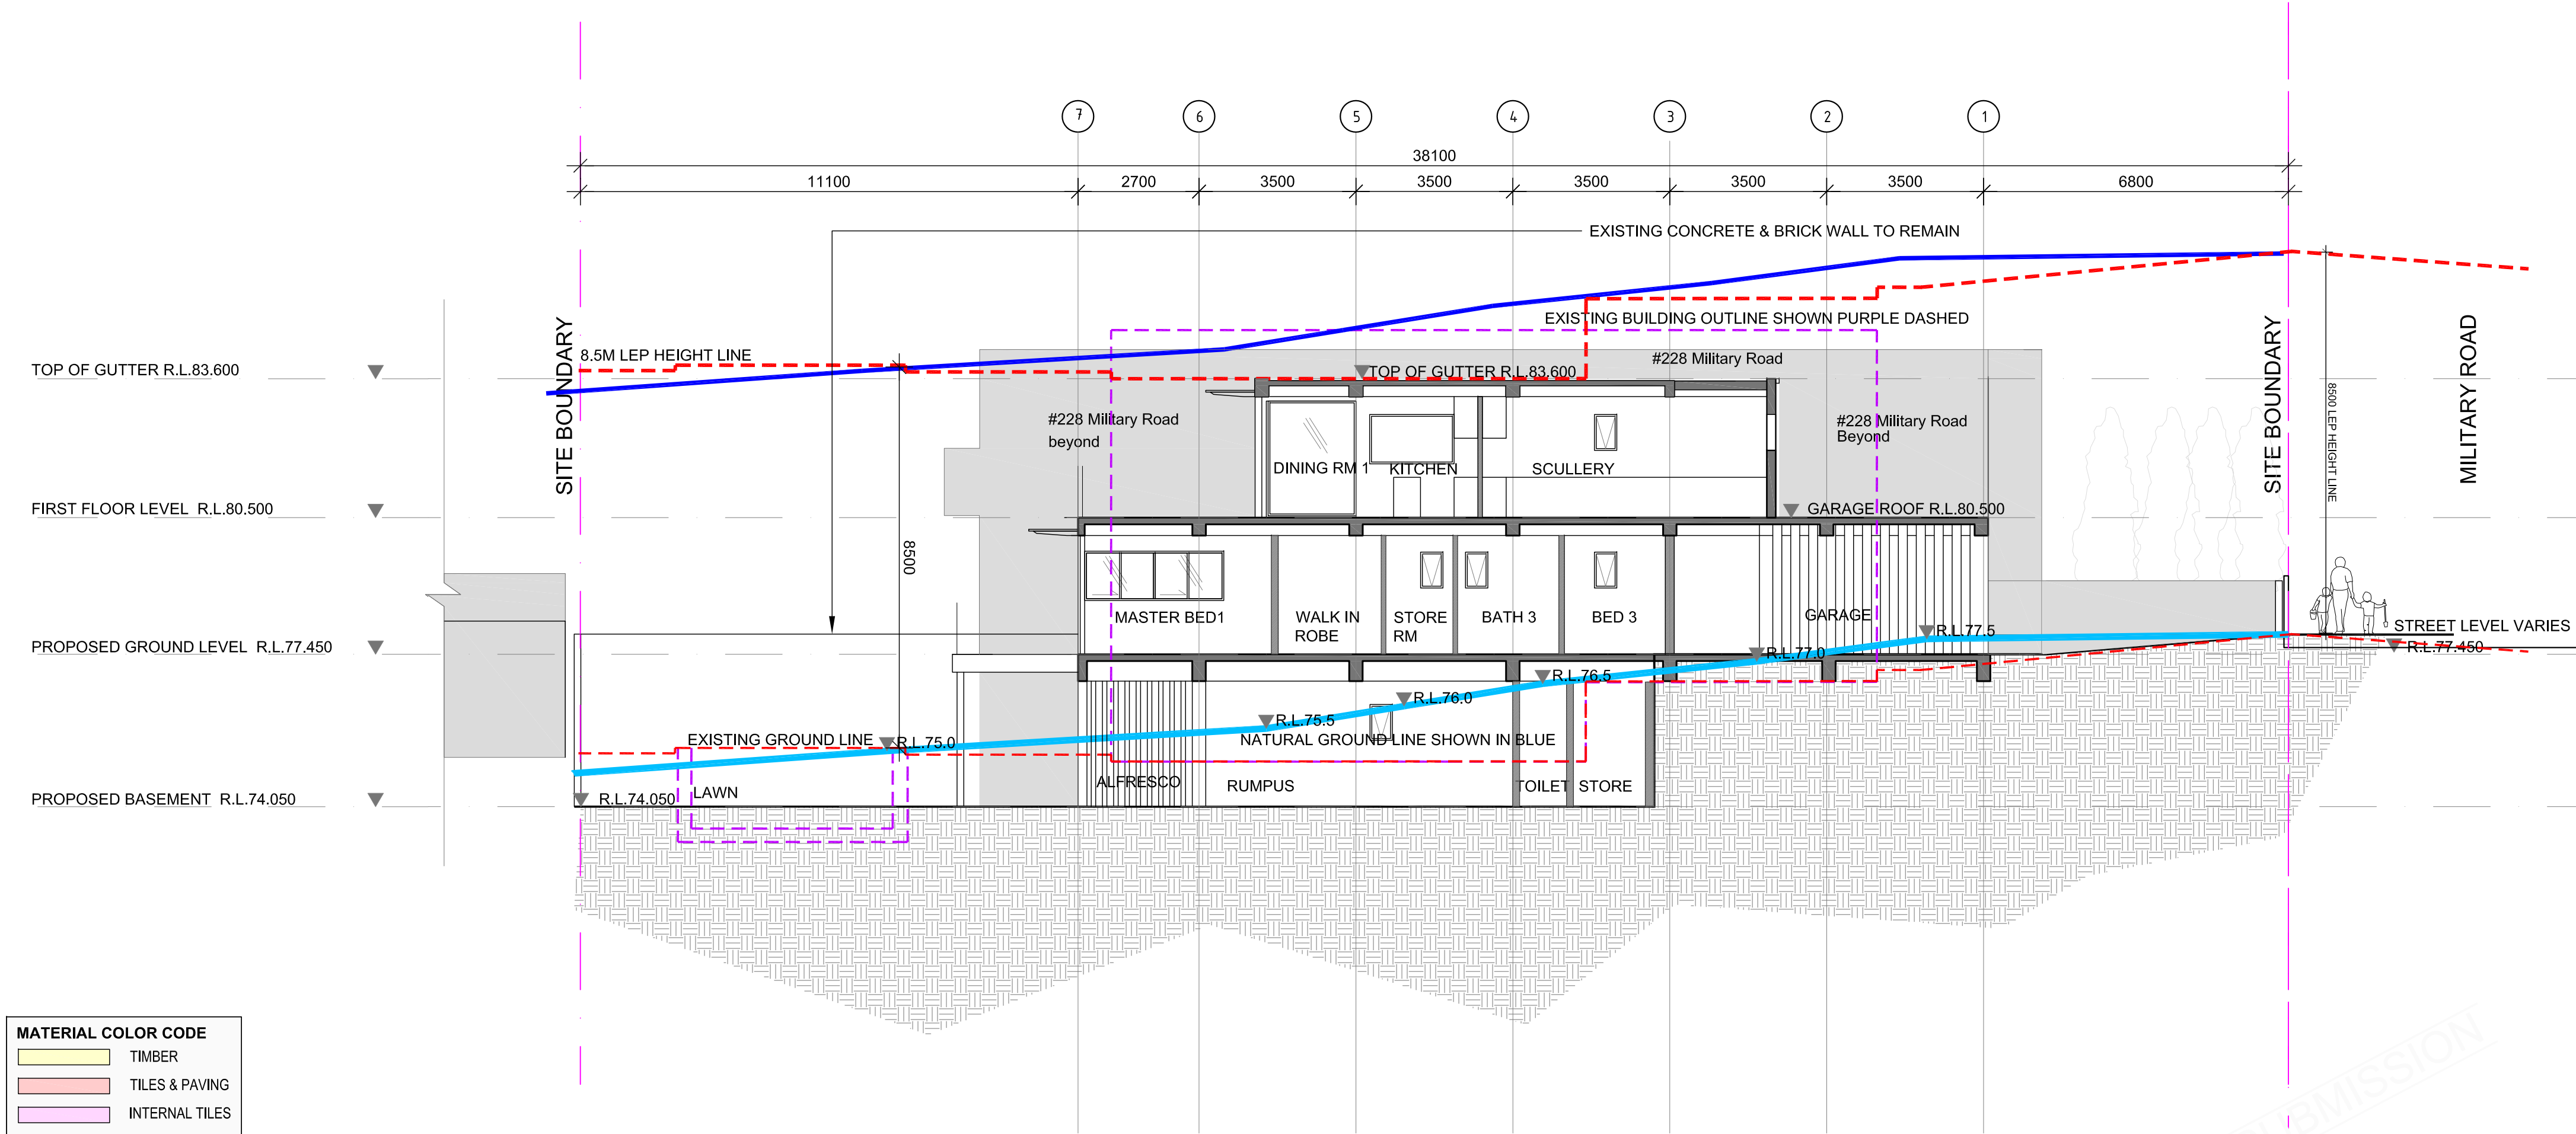 7
6
5
4
3
2
1
38100
11100
2700
3500
3500
3500
3500
3500
6800
EXISTING CONCRETE & BRICK WALL TO REMAIN
EXISTING BUILDING OUTLINE SHOWN PURPLE DASHED
8.5M LEP HEIGHT LINE
#228 Military Road
TOP OF GUTTER R.L.83.600
TOP OF GUTTER R.L.83.600
SITE BOUNDARY
SITE BOUNDARY
MILITARY ROAD
8500 LEP HEIGHT LINE
#228 Military Road
beyond
#228 Military Road
Beyond
DINING RM 1
KITCHEN
SCULLERY
FIRST FLOOR LEVEL R.L.80.500
GARAGE ROOF R.L.80.500
8500
MASTER BED1
WALK IN
ROBE
STORE
RM
BATH 3
BED 3
GARAGE
R.L.77.5
STREET LEVEL VARIES
R.L.77.450
PROPOSED GROUND LEVEL R.L.77.450
R.L.77.0
R.L.76.5
R.L.76.0
R.L.75.5
EXISTING GROUND LINE
R.L.75.0
NATURAL GROUND LINE SHOWN IN BLUE
ALFRESCO
RUMPUS
TOILET
STORE
PROPOSED BASEMENT R.L.74.050
R.L.74.050
LAWN
MATERIAL COLOR CODE
TIMBER
TILES & PAVING
INTERNAL TILES